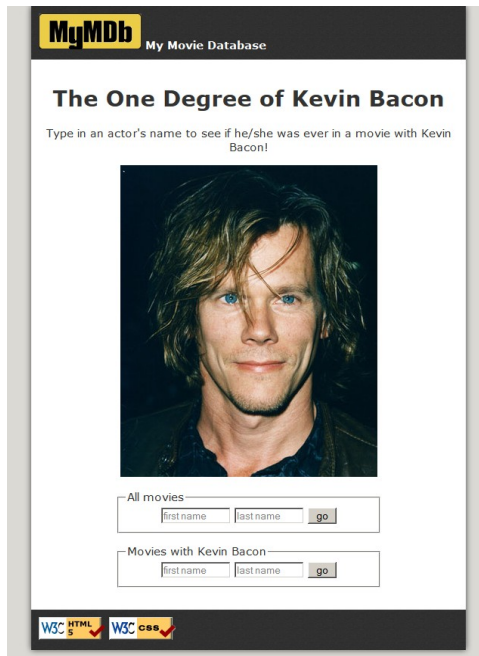 MyMDb My Movie Database
The One Degree of Kevin Bacon
Type in an actor's name to see if he/she was ever in a movie with Kevin
Bacon!
All movies
first name last name go
Movies with Kevin Bacon
first name last name go
W3C HTML 5 W3C css